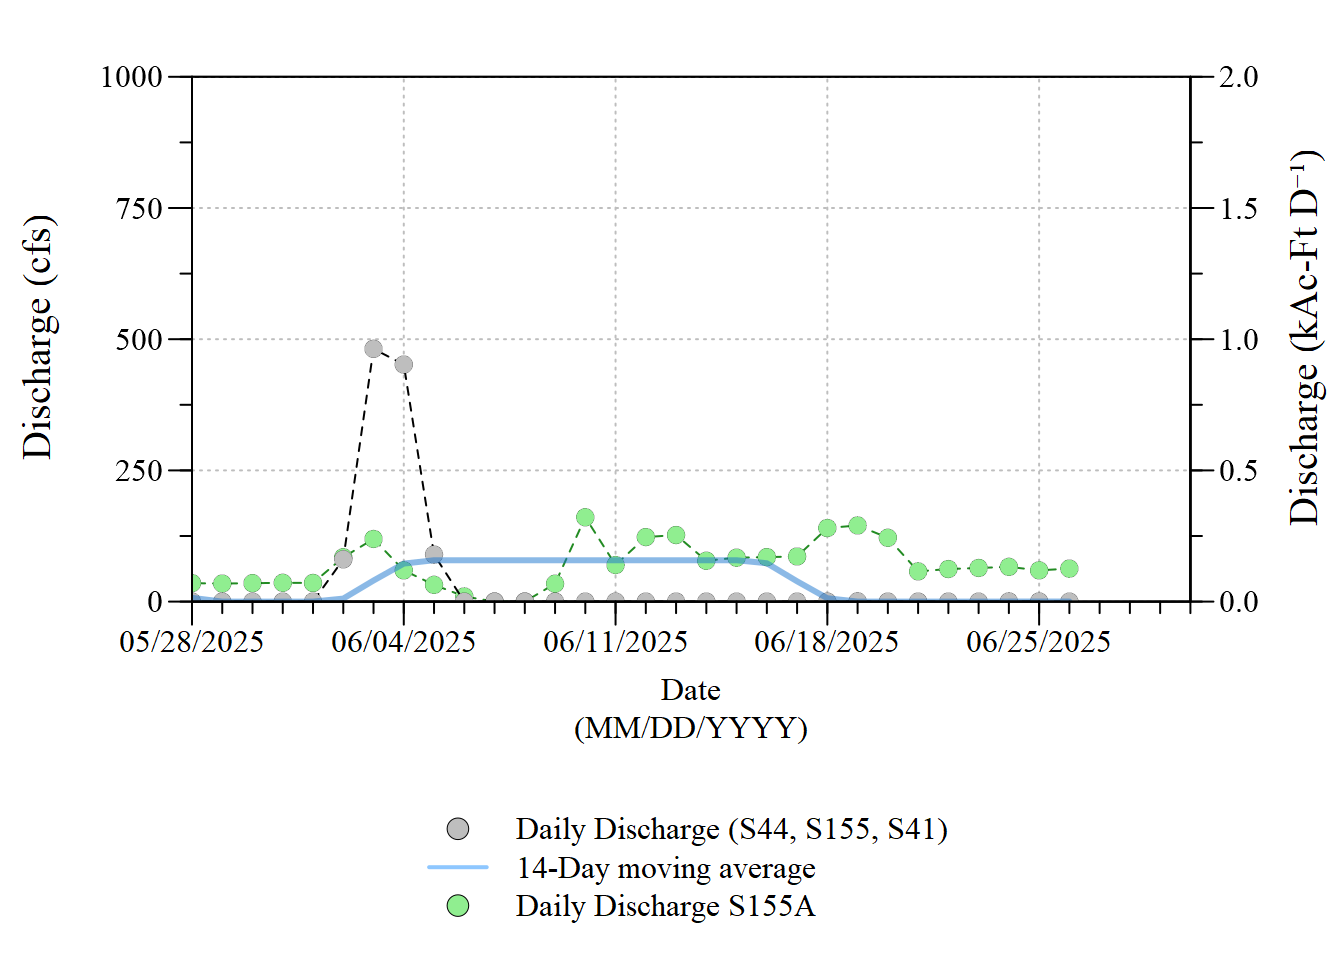 1000
750
500
250
0
2.0
1.5
1.0
0.5
0.0
Discharge (cfs)
Discharge (kAc-Ft D⁻¹)
05/28/2025 06/04/2025 06/11/2025 06/18/2025 06/25/2025
Date
(MM/DD/YYYY)
Daily Discharge (S44, S155, S41)
14-Day moving average
Daily Discharge S155A